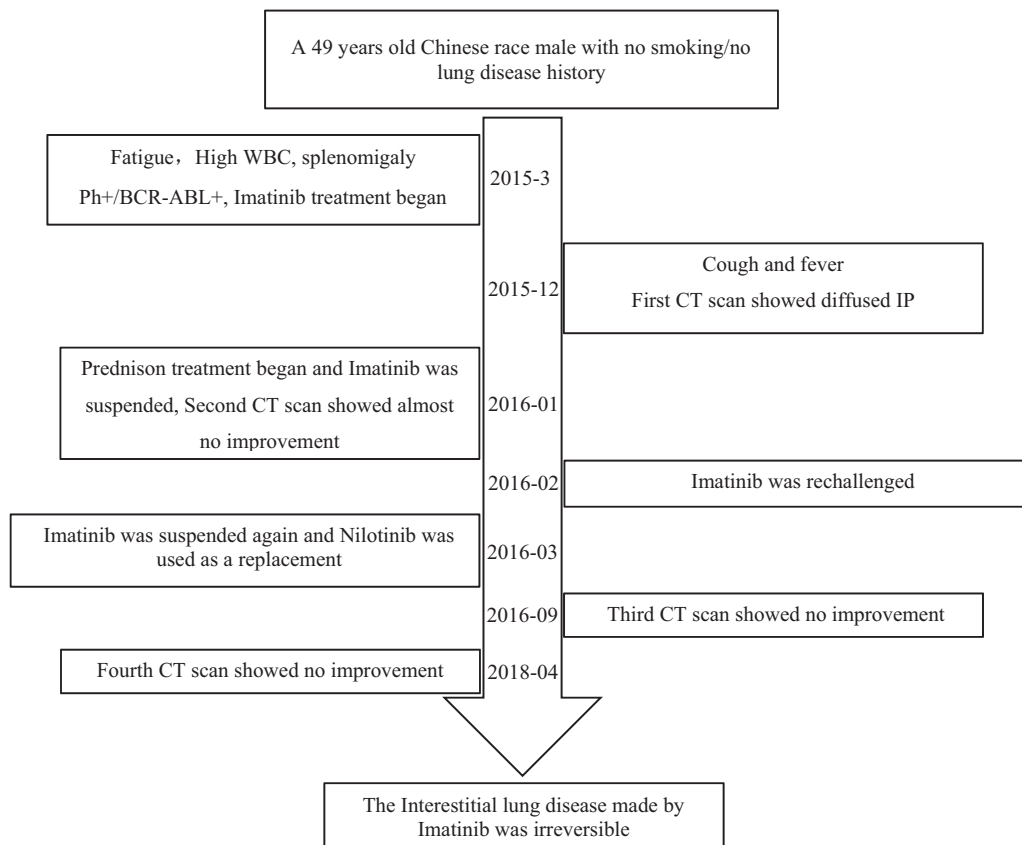 A 49 years old Chinese race male with no smoking/no
lung disease history
Fatigue，High WBC, splenomigaly
Ph+/BCR-ABL+, Imatinib treatment began
2015-3
2015-12
Cough and fever
First CT scan showed diffused IP
Prednison treatment began and Imatinib was
suspended, Second CT scan showed almost
no improvement
2016-01
2016-02
Imatinib was rechallenged
Imatinib was suspended again and Nilotinib was
used as a replacement
2016-03
2016-09
Third CT scan showed no improvement
Fourth CT scan showed no improvement
2018-04
The Interestitial lung disease made by
Imatinib was irreversible